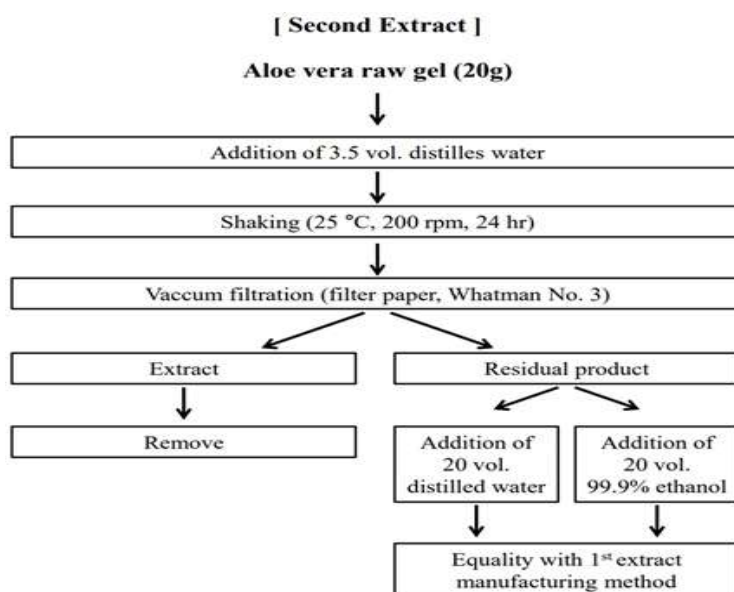 [ Second Extract ]
Aloe vera raw gel (20g)
Addition of 3.5 vol. distilles water
Shaking (25 °C, 200 rpm, 24 hr)
Vaccum filtration (filter paper, Whatman No. 3)
Extract
Residual product
Remove
Addition of
20 vol.
distilled water
Addition of
20 vol.
99.9% ethanol
Equality with 1st extract
manufacturing method